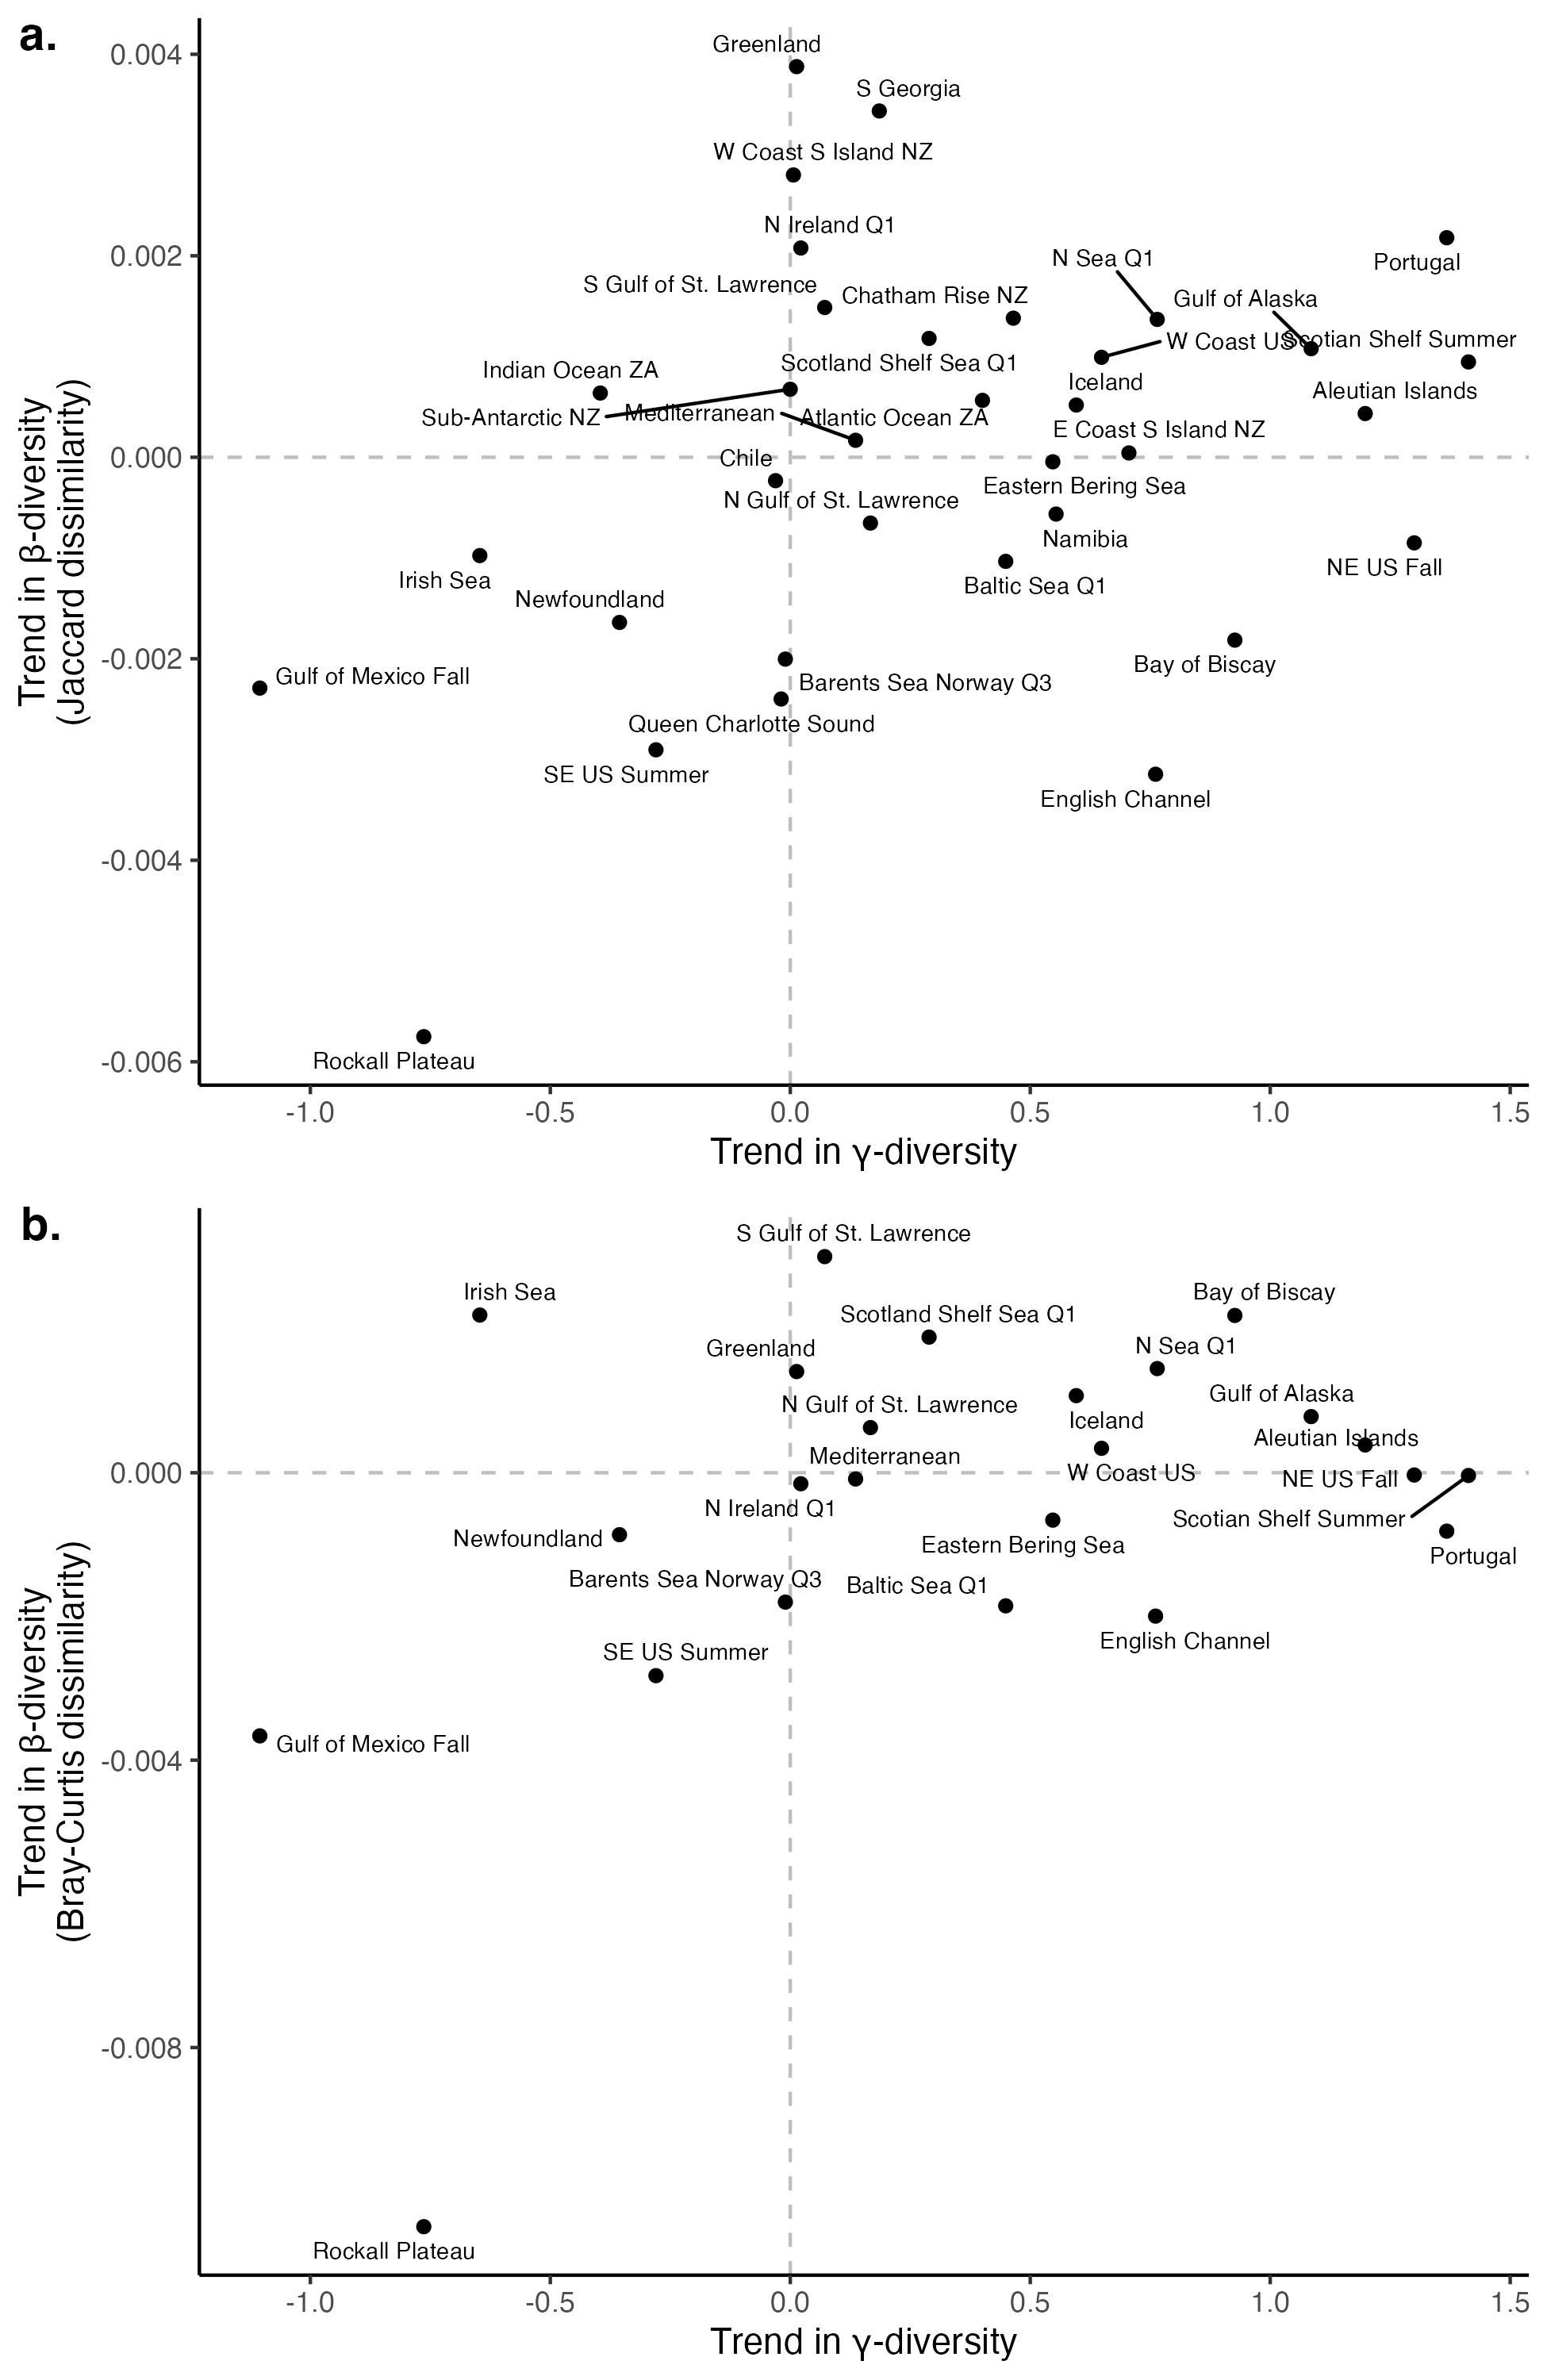 a.
0.004
0.002
0.000
-0.002
-0.004
-0.006
Trend in β-diversity
(Jaccard dissimilarity)
Greenland
S Georgia
W Coast S Island NZ
N Ireland Q1
N Sea Q1
Portugal
S Gulf of St. Lawrence
Chatham Rise NZ
Gulf of Alaska
W Coast US
Scotian Shelf Summer
Scotland Shelf Sea Q1
Indian Ocean ZA
Iceland
Aleutian Islands
Sub-Antarctic NZ
Mediterranean
Atlantic Ocean ZA
E Coast S Island NZ
Chile
Eastern Bering Sea
N Gulf of St. Lawrence
Namibia
NE US Fall
Irish Sea
Baltic Sea Q1
Newfoundland
Bay of Biscay
Gulf of Mexico Fall
Barents Sea Norway Q3
Queen Charlotte Sound
SE US Summer
English Channel
Rockall Plateau
-1.0
-0.5
0.0
0.5
1.0
1.5
Trend in γ-diversity
b.
0.000
-0.004
-0.008
Trend in β-diversity
(Bray-Curtis dissimilarity)
S Gulf of St. Lawrence
Irish Sea
Bay of Biscay
Scotland Shelf Sea Q1
N Sea Q1
Greenland
Gulf of Alaska
N Gulf of St. Lawrence
Iceland
Aleutian Islands
Mediterranean
W Coast US
NE US Fall
N Ireland Q1
Scotian Shelf Summer
Newfoundland
Eastern Bering Sea
Portugal
Barents Sea Norway Q3
Baltic Sea Q1
English Channel
SE US Summer
Gulf of Mexico Fall
Rockall Plateau
-1.0
-0.5
0.0
0.5
1.0
1.5
Trend in γ-diversity